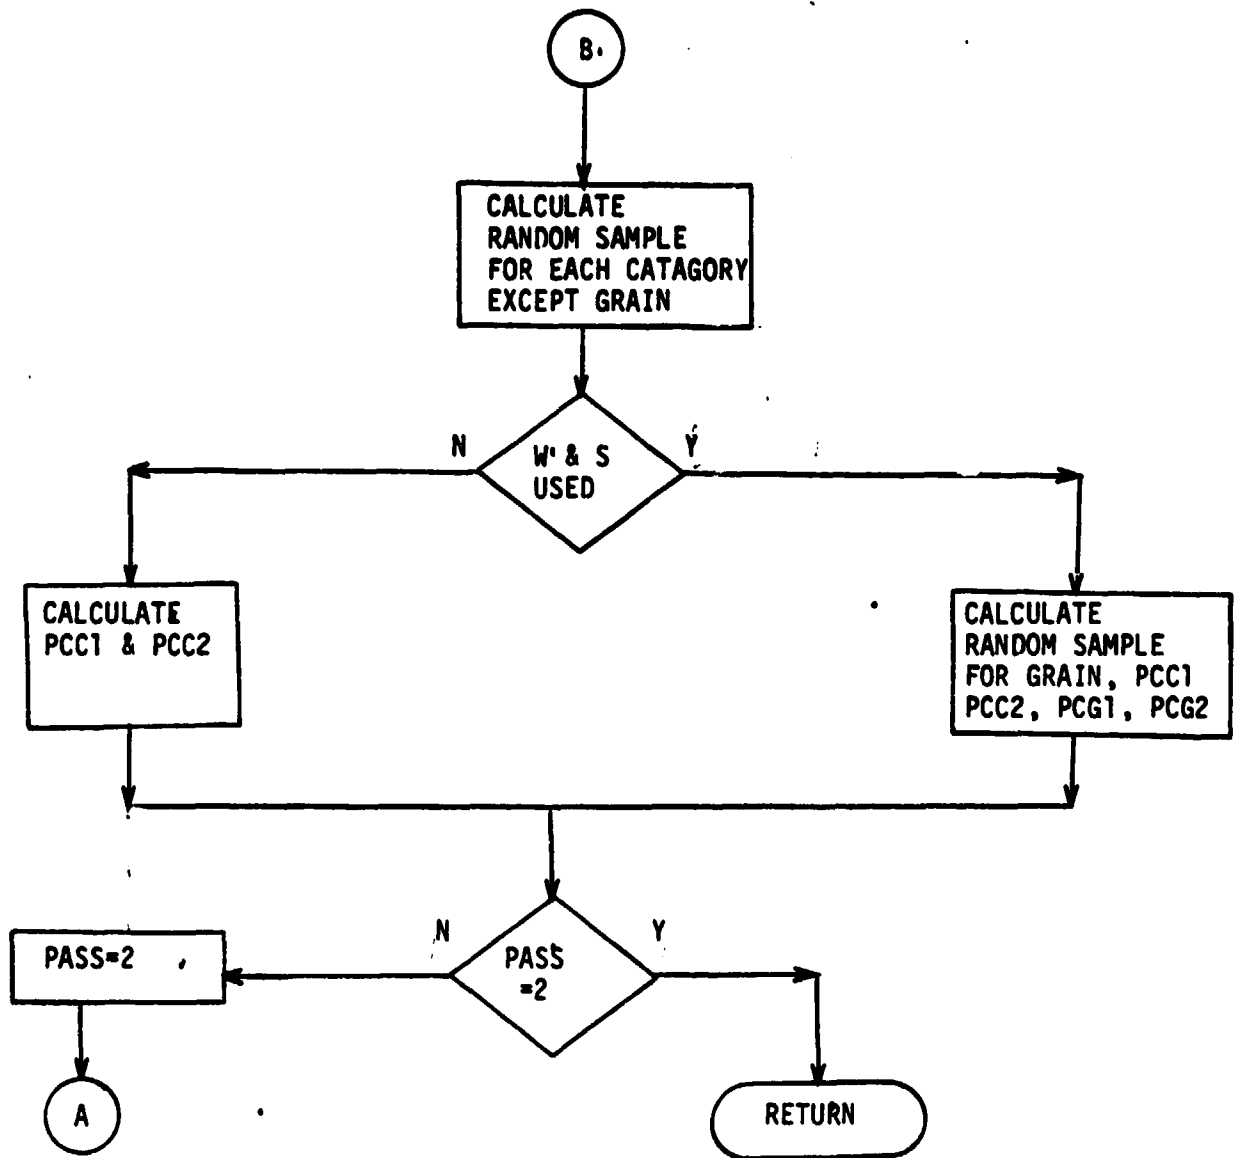 B
CALCULATE
RANDOM SAMPLE
FOR EACH CATAGORY
EXCEPT GRAIN
N
Y
W & S
USED
CALCULATE
PCC1 & PCC2
CALCULATE
RANDOM SAMPLE
FOR GRAIN, PCC1
PCC2, PCG1, PCG2
N
Y
PASS
=2
PASS=2
A
RETURN